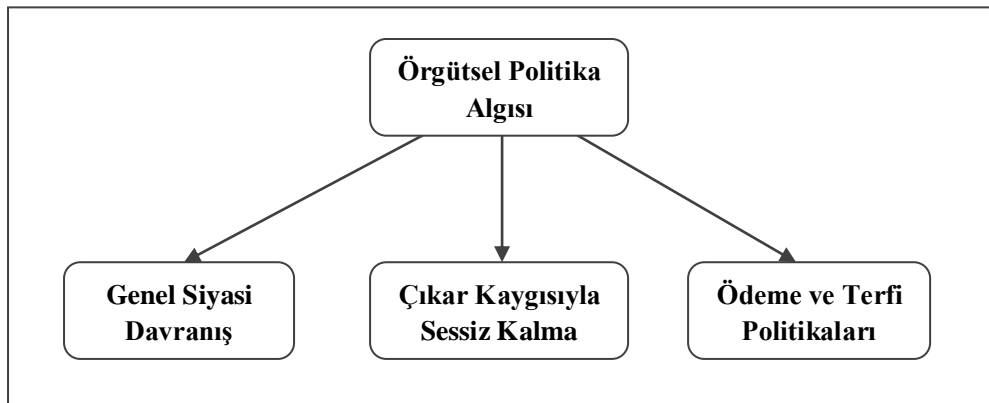 Örgütsel Politika
Algısı
Genel Siyasi
Davranış
Çıkar Kaygısıyla
Sessiz Kalma
Ödeme ve Terfi
Politikaları